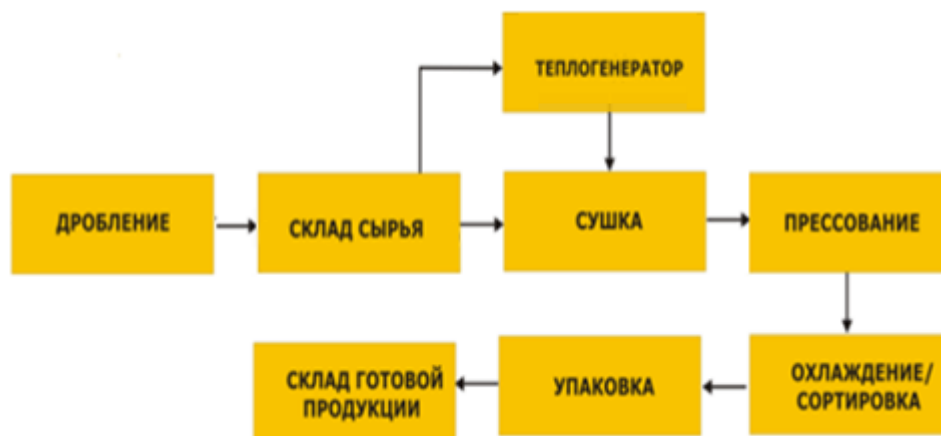 ТЕПЛОГЕНЕРАТОР
ДРОБЛЕНИЕ
СКЛАД СЫРЬЯ
СУШКА
ПРЕССОВАНИЕ
СКЛАД ГОТОВОЙ
ПРОДУКЦИИ
УПАКОВКА
ОХЛАЖДЕНИЕ/
СОРТИРОВКА